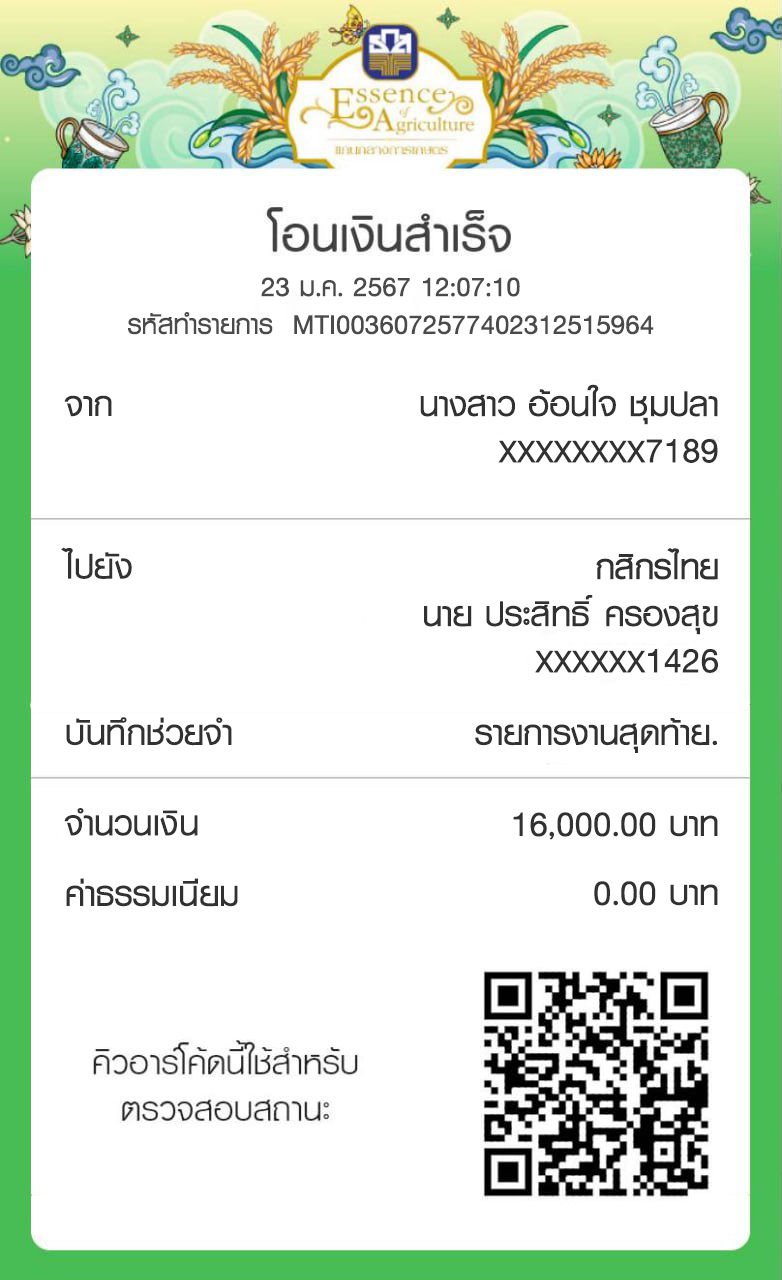 Essence
of
Agriculture
แก่นกลางการเกษตร
โอนเงินสำเร็จ
23 ม.ค. 2567 12:07:10
รหัสทำรายการ MTI0036072577402312515964
จาก นางสาว อ้อนใจ ชุมปลา
XXXXXXXX7189
ไปยัง กสิกรไทย
นาย ประสิทธิ์ ครองสุข
XXXXXX1426
บันทึกช่วยจำ รายการงานสุดท้าย.
จำนวนเงิน 16,000.00 บาท
ค่าธรรมเนียม 0.00 บาท
คิวอาร์โค้ดนี้ใช้สำหรับ
ตรวจสอบสถานะ